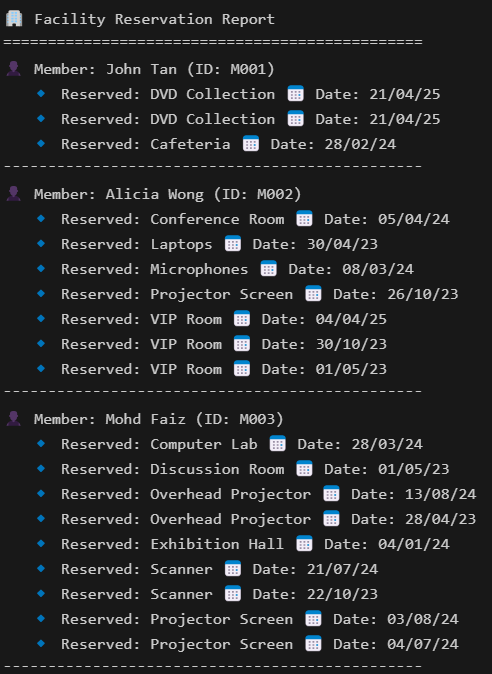 🏢 Facility Reservation Report
===============================================
👤 Member: John Tan (ID: M001)
🔹 Reserved: DVD Collection 📅 Date: 21/04/25
🔹 Reserved: DVD Collection 📅 Date: 21/04/25
🔹 Reserved: Cafeteria 📅 Date: 28/02/24
-----------------------------------------------
👤 Member: Alicia Wong (ID: M002)
🔹 Reserved: Conference Room 📅 Date: 05/04/24
🔹 Reserved: Laptops 📅 Date: 30/04/23
🔹 Reserved: Microphones 📅 Date: 08/03/24
🔹 Reserved: Projector Screen 📅 Date: 26/10/23
🔹 Reserved: VIP Room 📅 Date: 04/04/25
🔹 Reserved: VIP Room 📅 Date: 30/10/23
🔹 Reserved: VIP Room 📅 Date: 01/05/23
-----------------------------------------------
👤 Member: Mohd Faiz (ID: M003)
🔹 Reserved: Computer Lab 📅 Date: 28/03/24
🔹 Reserved: Discussion Room 📅 Date: 01/05/23
🔹 Reserved: Overhead Projector 📅 Date: 13/08/24
🔹 Reserved: Overhead Projector 📅 Date: 28/04/23
🔹 Reserved: Exhibition Hall 📅 Date: 04/01/24
🔹 Reserved: Scanner 📅 Date: 21/07/24
🔹 Reserved: Scanner 📅 Date: 22/10/23
🔹 Reserved: Projector Screen 📅 Date: 03/08/24
🔹 Reserved: Projector Screen 📅 Date: 04/07/24
-----------------------------------------------